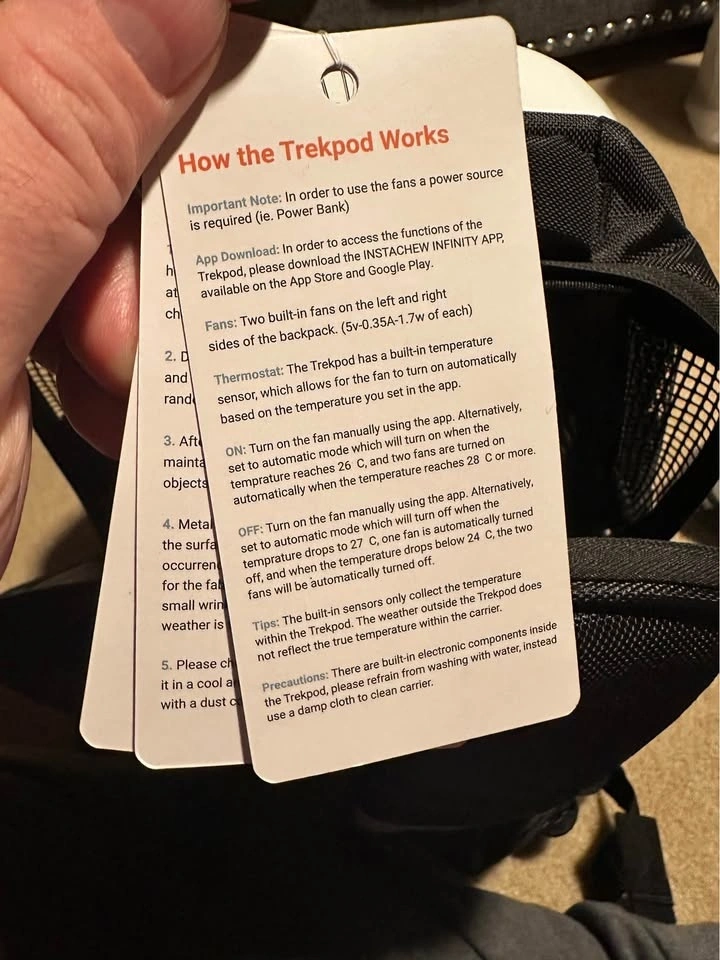 How the Trekpod Works
Important Note: In order to use the fans a power source
is required (ie. Power Bank)
App Download: In order to access the functions of the
Trekpod, please download the INSTACHEW INFINITY APP,
available on the App Store and Google Play.
Fans: Two built-in fans on the left and right
sides of the backpack. (5v-0.35A-1.7w of each)
Thermostat: The Trekpod has a built-in temperature
sensor, which allows for the fan to turn on automatically
based on the temperature you set in the app.
ON: Turn on the fan manually using the app. Alternatively,
set to automatic mode which will turn on when the
temprature reaches 26 C, and two fans are turned on
automatically when the temperature reaches 28 C or more.
OFF: Turn on the fan manually using the app. Alternatively,
set to automatic mode which will turn off when the
temprature drops to 27 C, one fan is automatically turned
off, and when the temperature drops below 24 C, the two
fans will be automatically turned off.
Tips: The built-in sensors only collect the temperature
within the Trekpod. The weather outside the Trekpod does
not reflect the true temperature within the carrier.
Precautions: There are built-in electronic components inside
the Trekpod, please refrain from washing with water, instead
use a damp cloth to clean carrier.
2. D
and
3. Aft
objects
4. Metal
the surfa
for the fa
weather is
5. Please ch
it in a cool a
with a dust c